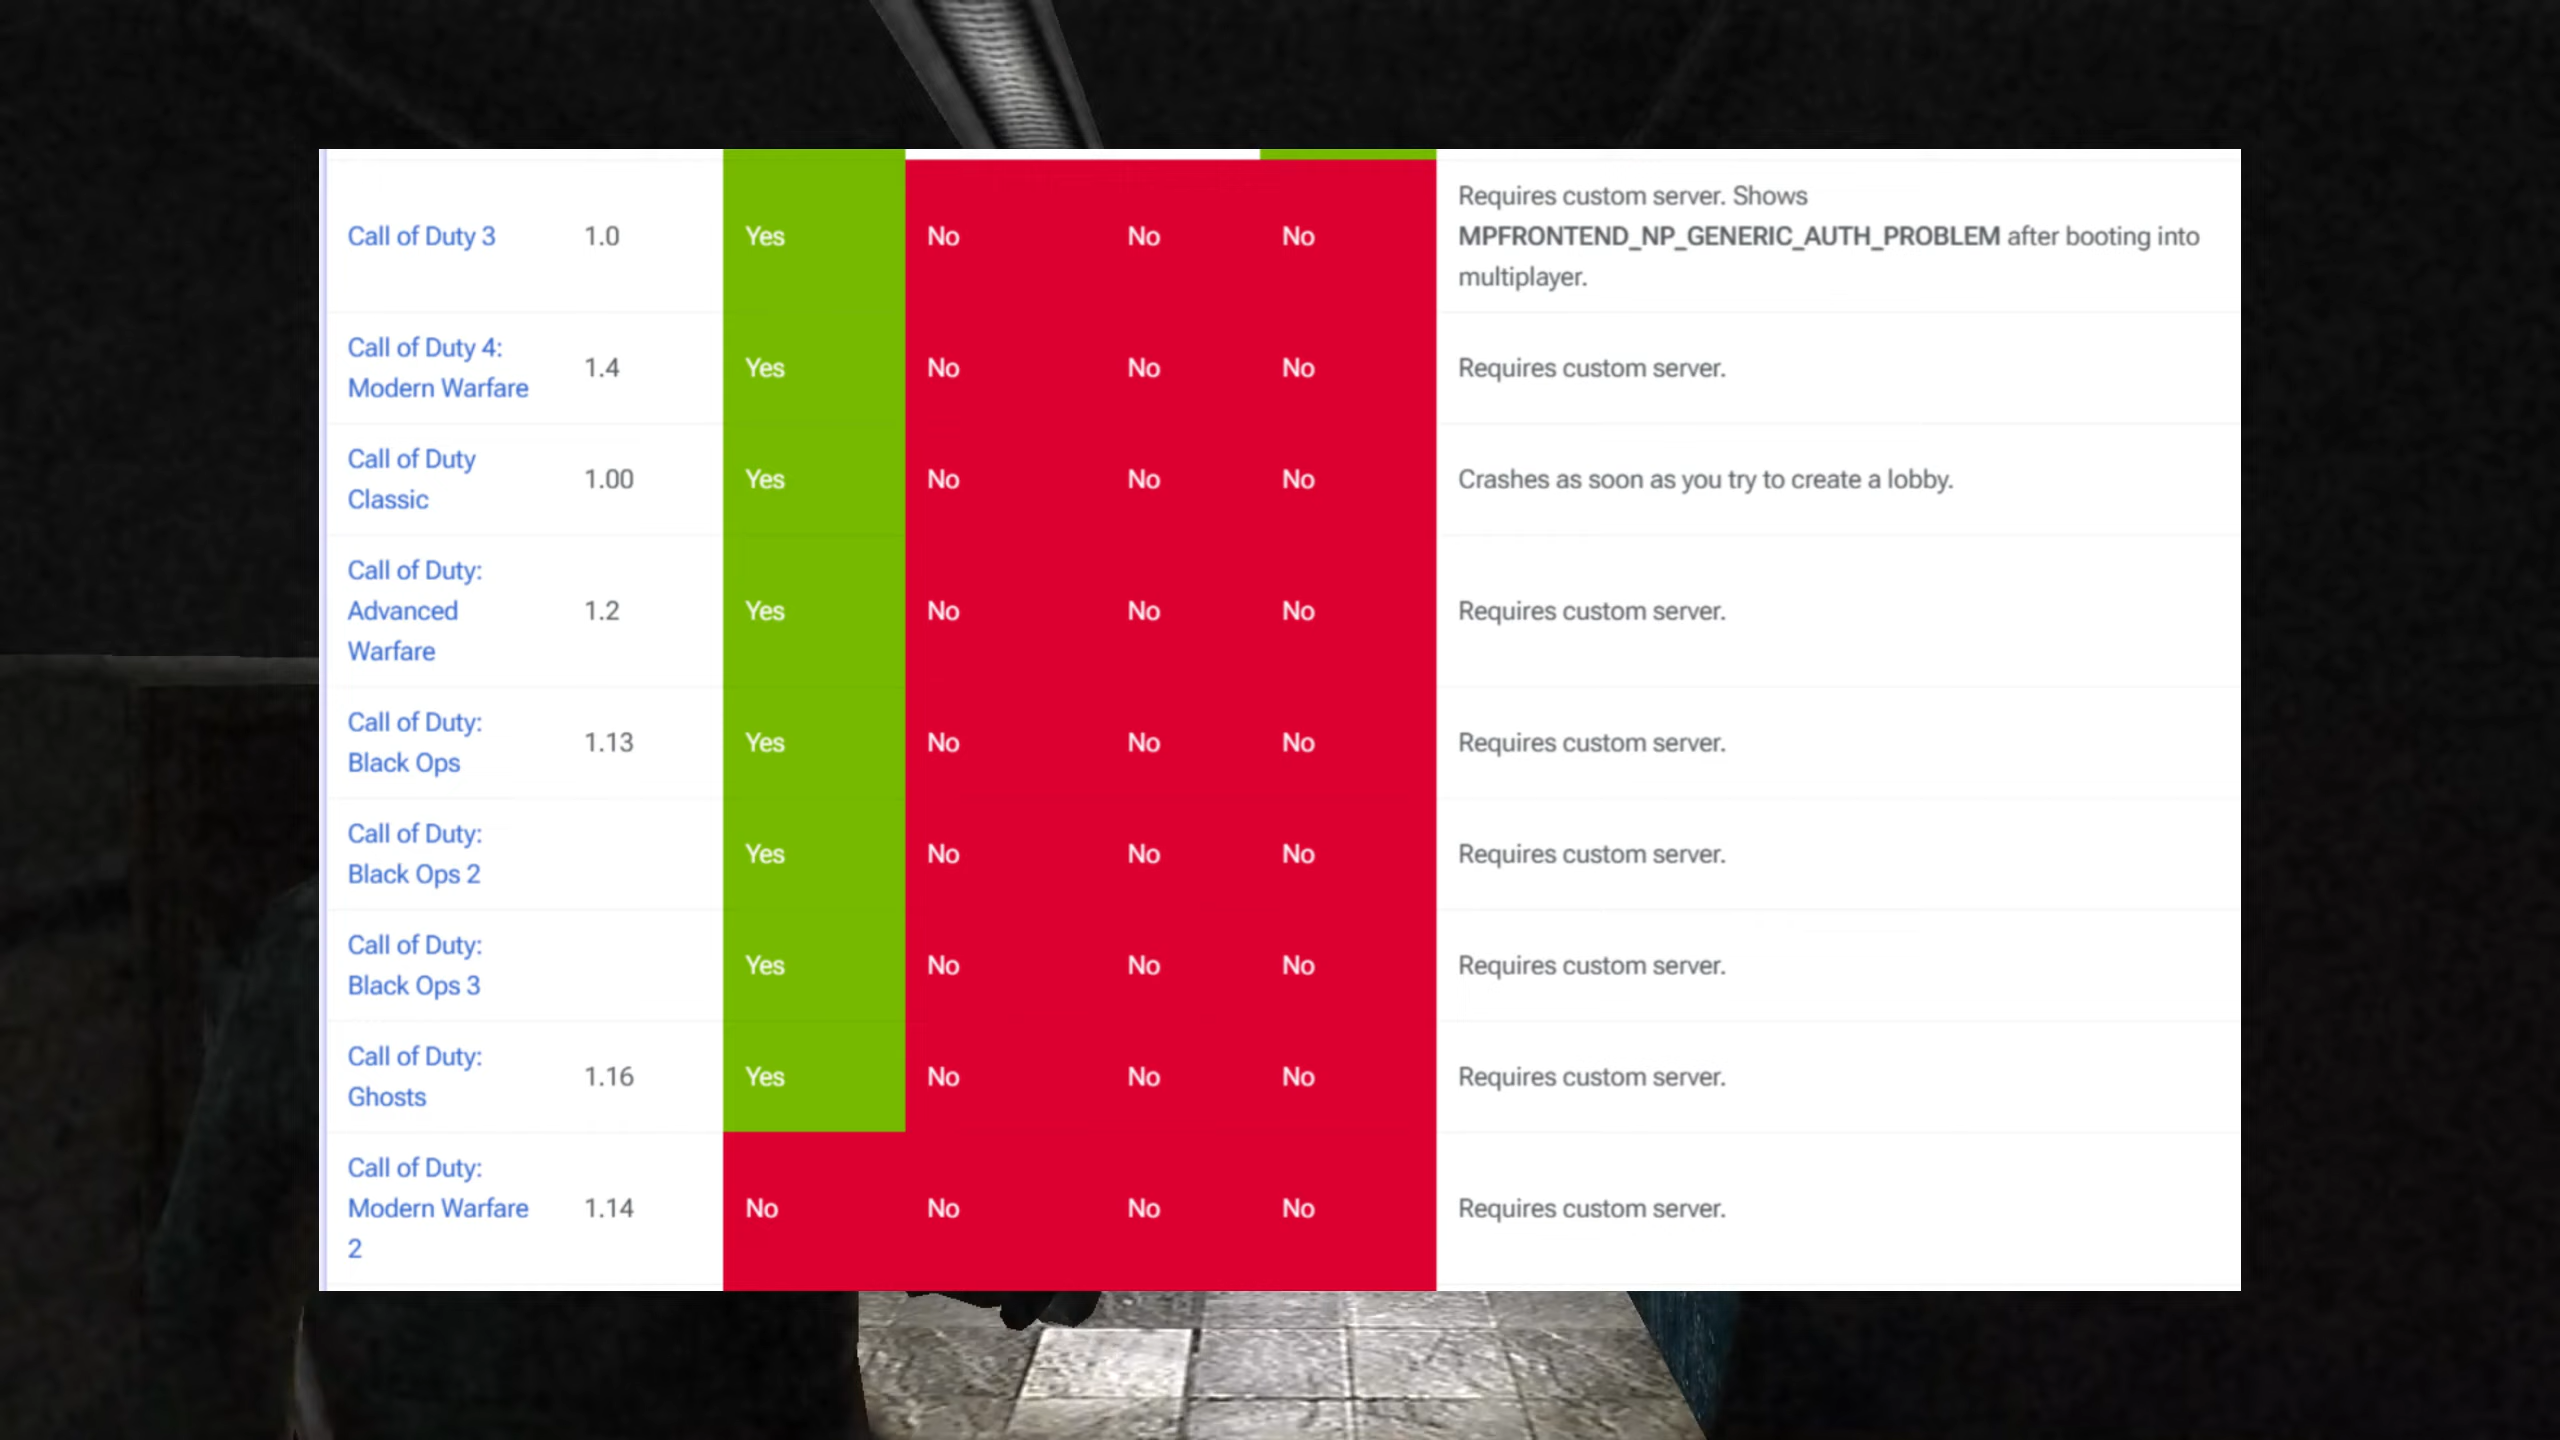 Call of Duty 3 1.0 Yes No No No Requires custom server. Shows
MPFRONTEND_NP_GENERIC_AUTH_PROBLEM after booting into
multiplayer.
Call of Duty 4:
Modern Warfare 1.4 Yes No No No Requires custom server.
Call of Duty
Classic 1.00 Yes No No No Crashes as soon as you try to create a lobby.
Call of Duty:
Advanced
Warfare 1.2 Yes No No No Requires custom server.
Call of Duty:
Black Ops 1.13 Yes No No No Requires custom server.
Call of Duty:
Black Ops 2 Yes No No No Requires custom server.
Call of Duty:
Black Ops 3 Yes No No No Requires custom server.
Call of Duty:
Ghosts 1.16 Yes No No No Requires custom server.
Call of Duty:
Modern Warfare
2 1.14 No No No No Requires custom server.